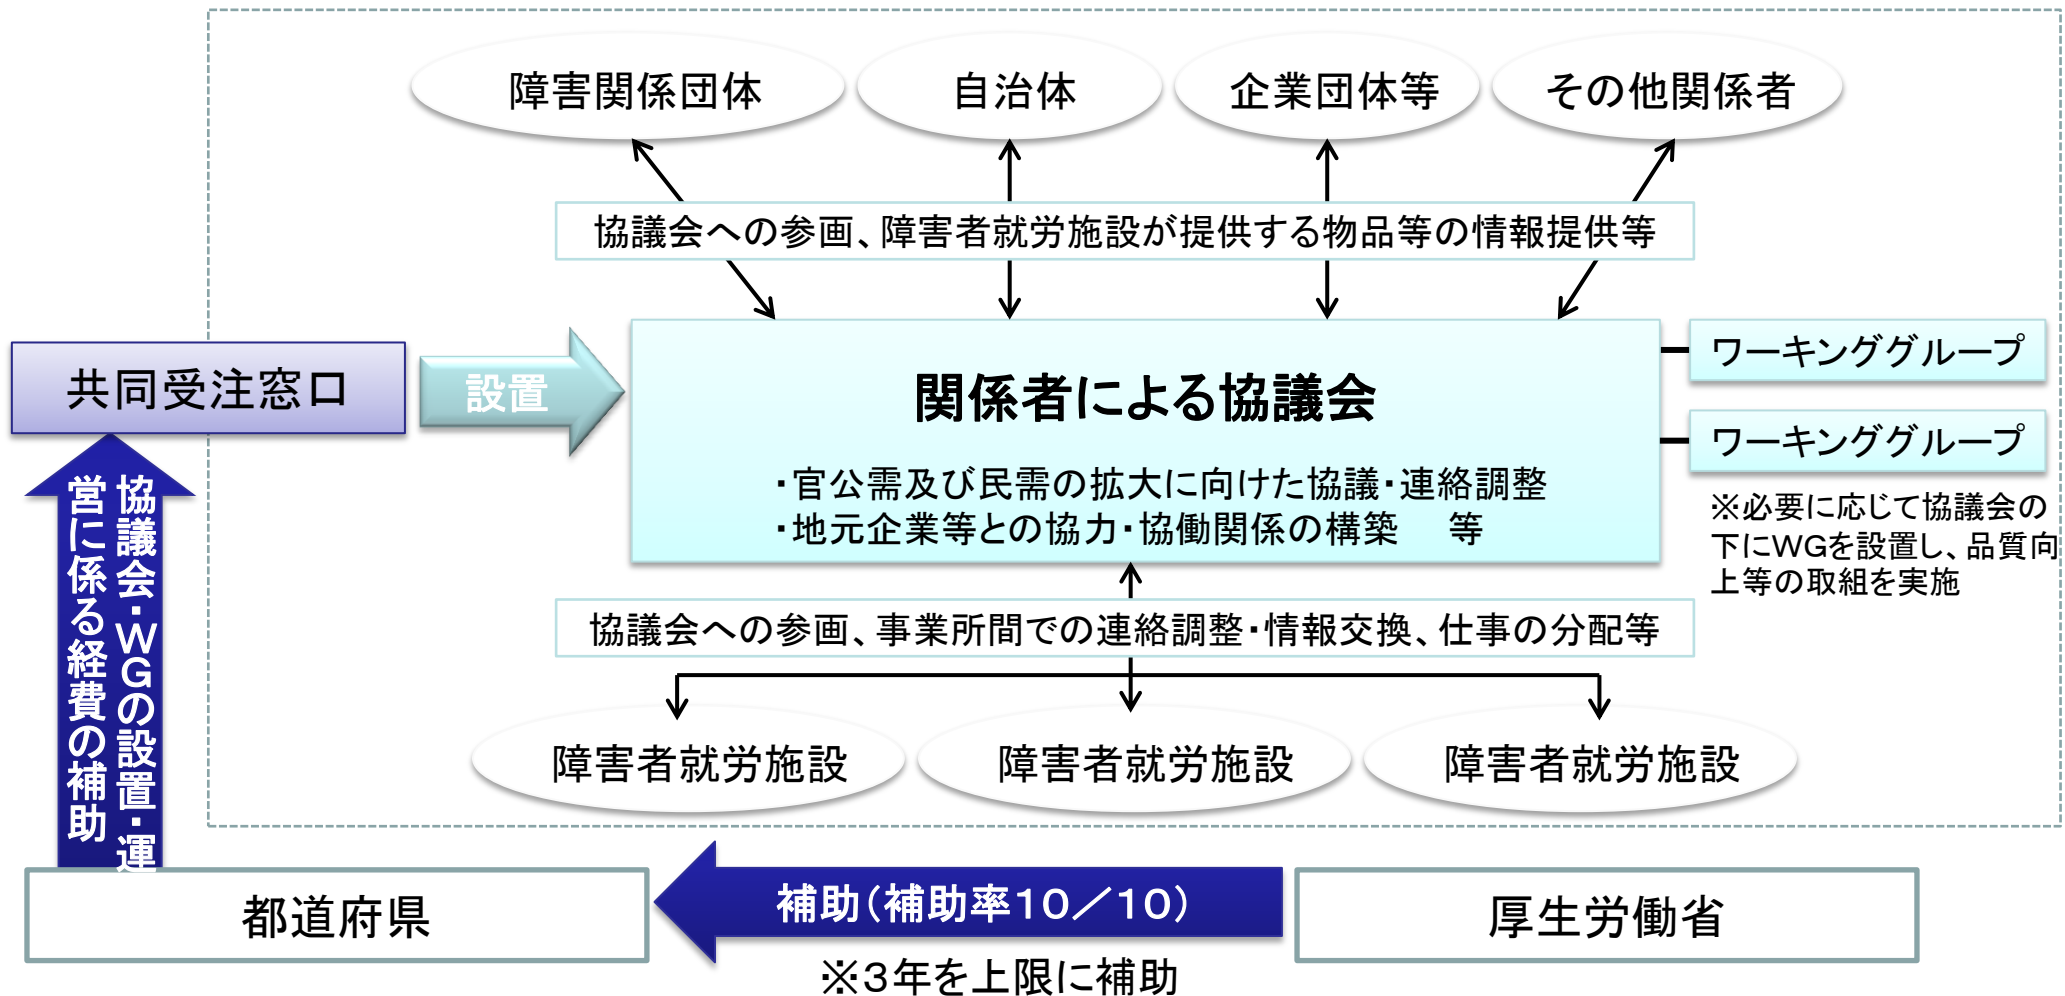 障害関係団体
自治体
企業団体等
その他関係者
協議会への参画、障害者就労施設が提供する物品等の情報提供等
共同受注窓口
設置
関係者による協議会
・官公需及び民需の拡大に向けた協議・連絡調整
・地元企業等との協力・協働関係の構築　等
ワーキンググループ
ワーキンググループ
※必要に応じて協議会の
下にWGを設置し、品質向
上等の取組を実施
協議会への参画、事業所間での連絡調整・情報交換、仕事の分配等
障害者就労施設
障害者就労施設
障害者就労施設
協議会・WGの設置・運
営に係る経費の補助
都道府県
補助（補助率１０／１０）
厚生労働省
※３年を上限に補助